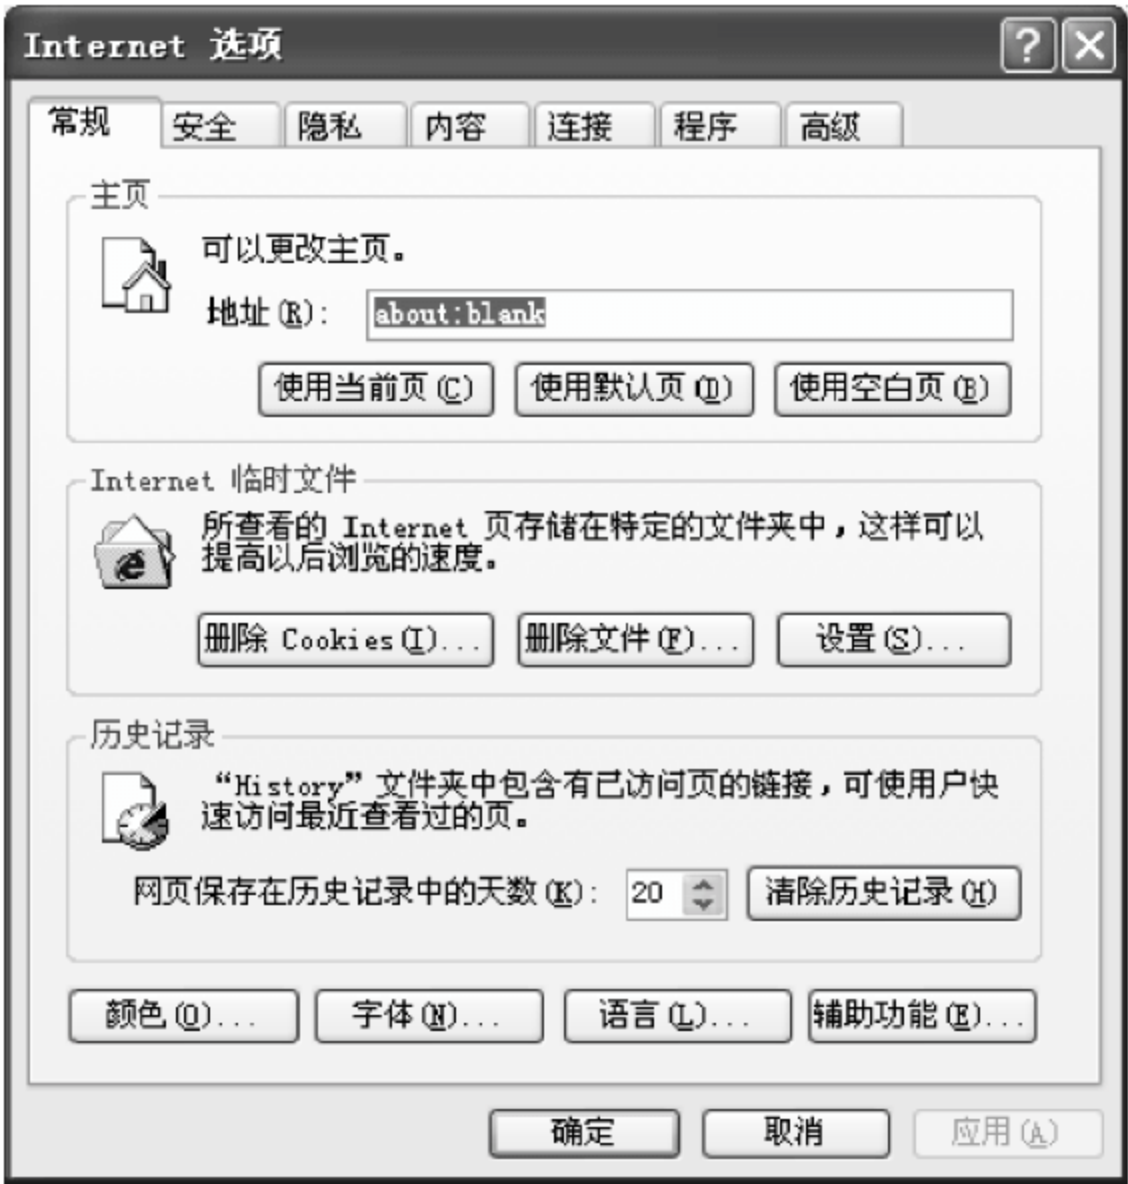 Internet 选项
常规 安全 隐私 内容 连接 程序 高级
主页
可以更改主页。
地址(R): about:blank
使用当前页(C) 使用默认页(D) 使用空白页(B)
Internet 临时文件
所查看的 Internet 页存储在特定的文件夹中，这样可以
提高以后浏览的速度。
删除 Cookies(I)... 删除文件(F)... 设置(S)...
历史记录
“History”文件夹中包含有已访问页的链接，可使用户快
速访问最近查看过的页。
网页保存在历史记录中的天数(K): 20 清除历史记录(H)
颜色(O)... 字体(N)... 语言(L)... 辅助功能(E)...
确定 取消 应用(A)